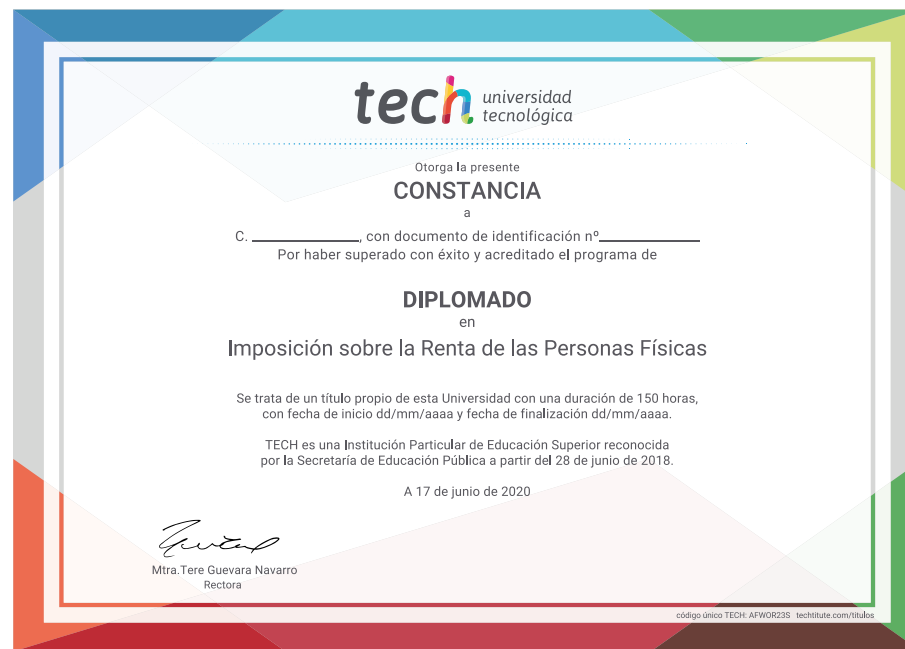 tech universidad
tecnológica
Otorga la presente
CONSTANCIA
a
C. ____________, con documento de identificación nº____________
Por haber superado con éxito y acreditado el programa de
DIPLOMADO
en
Imposición sobre la Renta de las Personas Físicas
Se trata de un título propio de esta Universidad con una duración de 150 horas,
con fecha de inicio dd/mm/aaaa y fecha de finalización dd/mm/aaaa.
TECH es una Institución Particular de Educación Superior reconocida
por la Secretaría de Educación Pública a partir del 28 de junio de 2018.
A 17 de junio de 2020
Mtra.Tere Guevara Navarro
Rectora
código único TECH: AFWOR23S techtitute.com/titulos